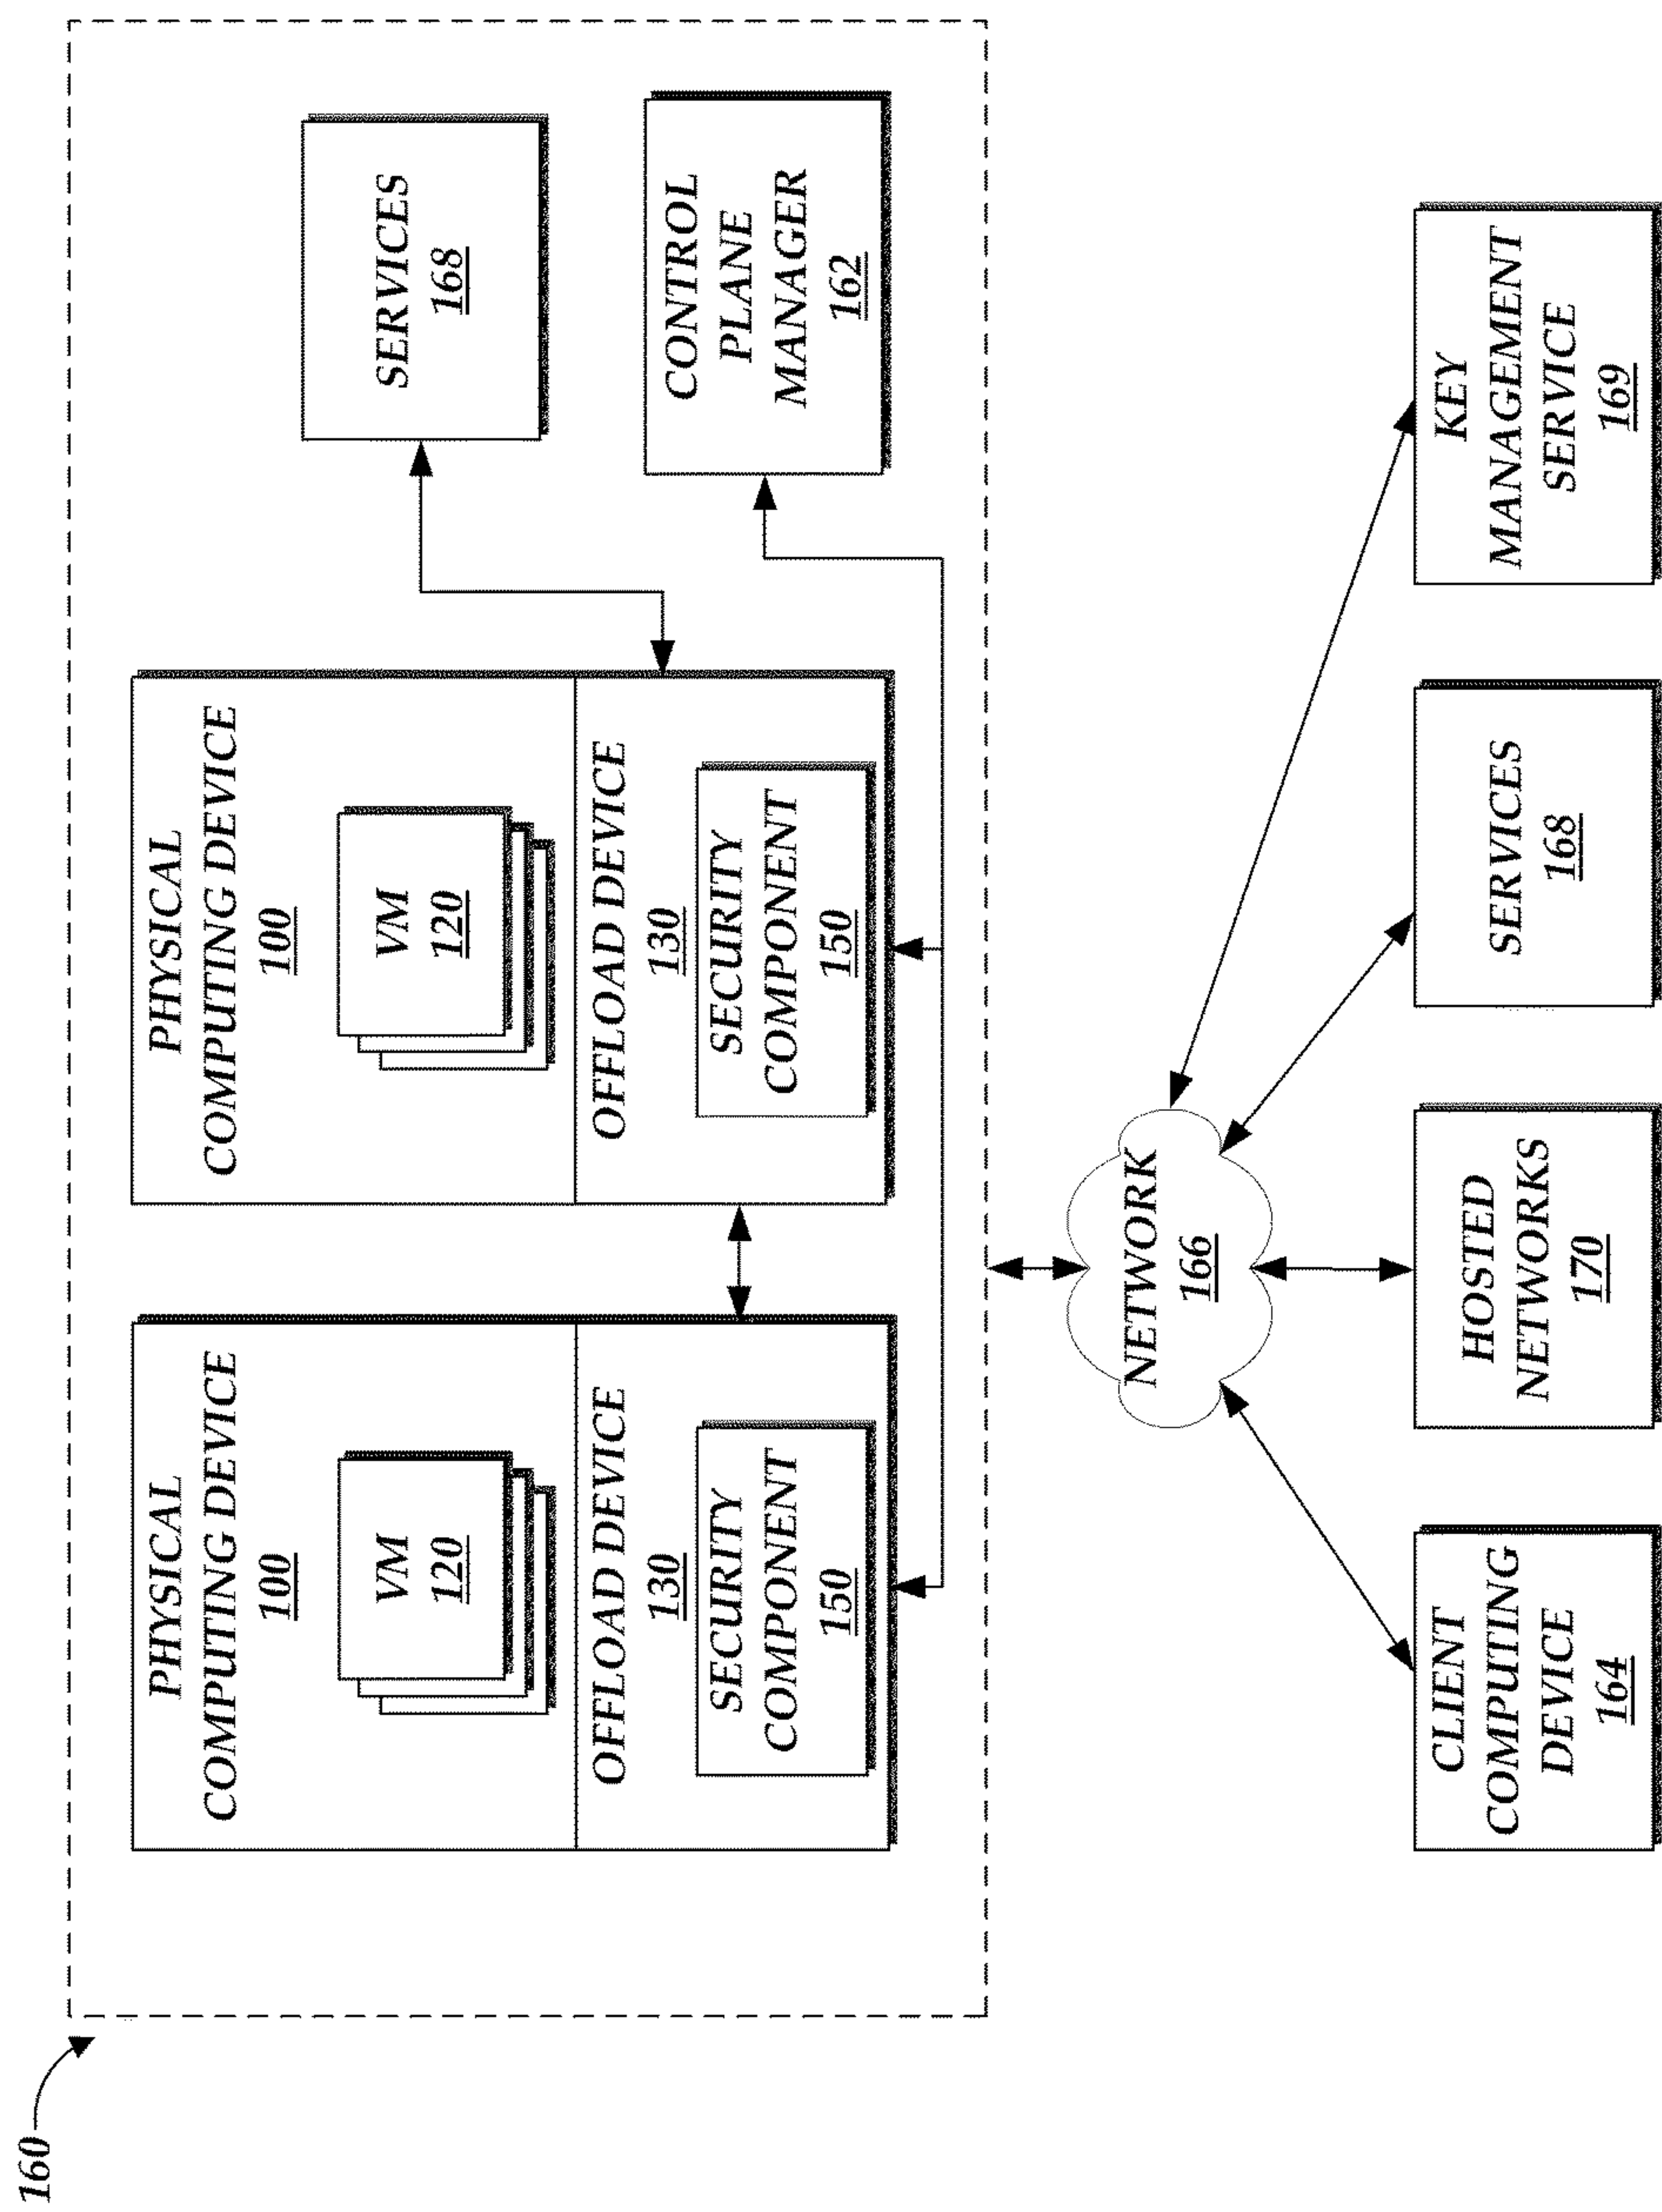 160
PHYSICAL
COMPUTING DEVICE
100
VM
120
OFFLOAD DEVICE
130
SECURITY
COMPONENT
150
PHYSICAL
COMPUTING DEVICE
100
VM
120
OFFLOAD DEVICE
130
SECURITY
COMPONENT
150
SERVICES
168
CONTROL
PLANE
MANAGER
162
NETWORK
166
CLIENT
COMPUTING
DEVICE
164
HOSTED
NETWORKS
170
SERVICES
168
KEY
MANAGEMENT
SERVICE
169